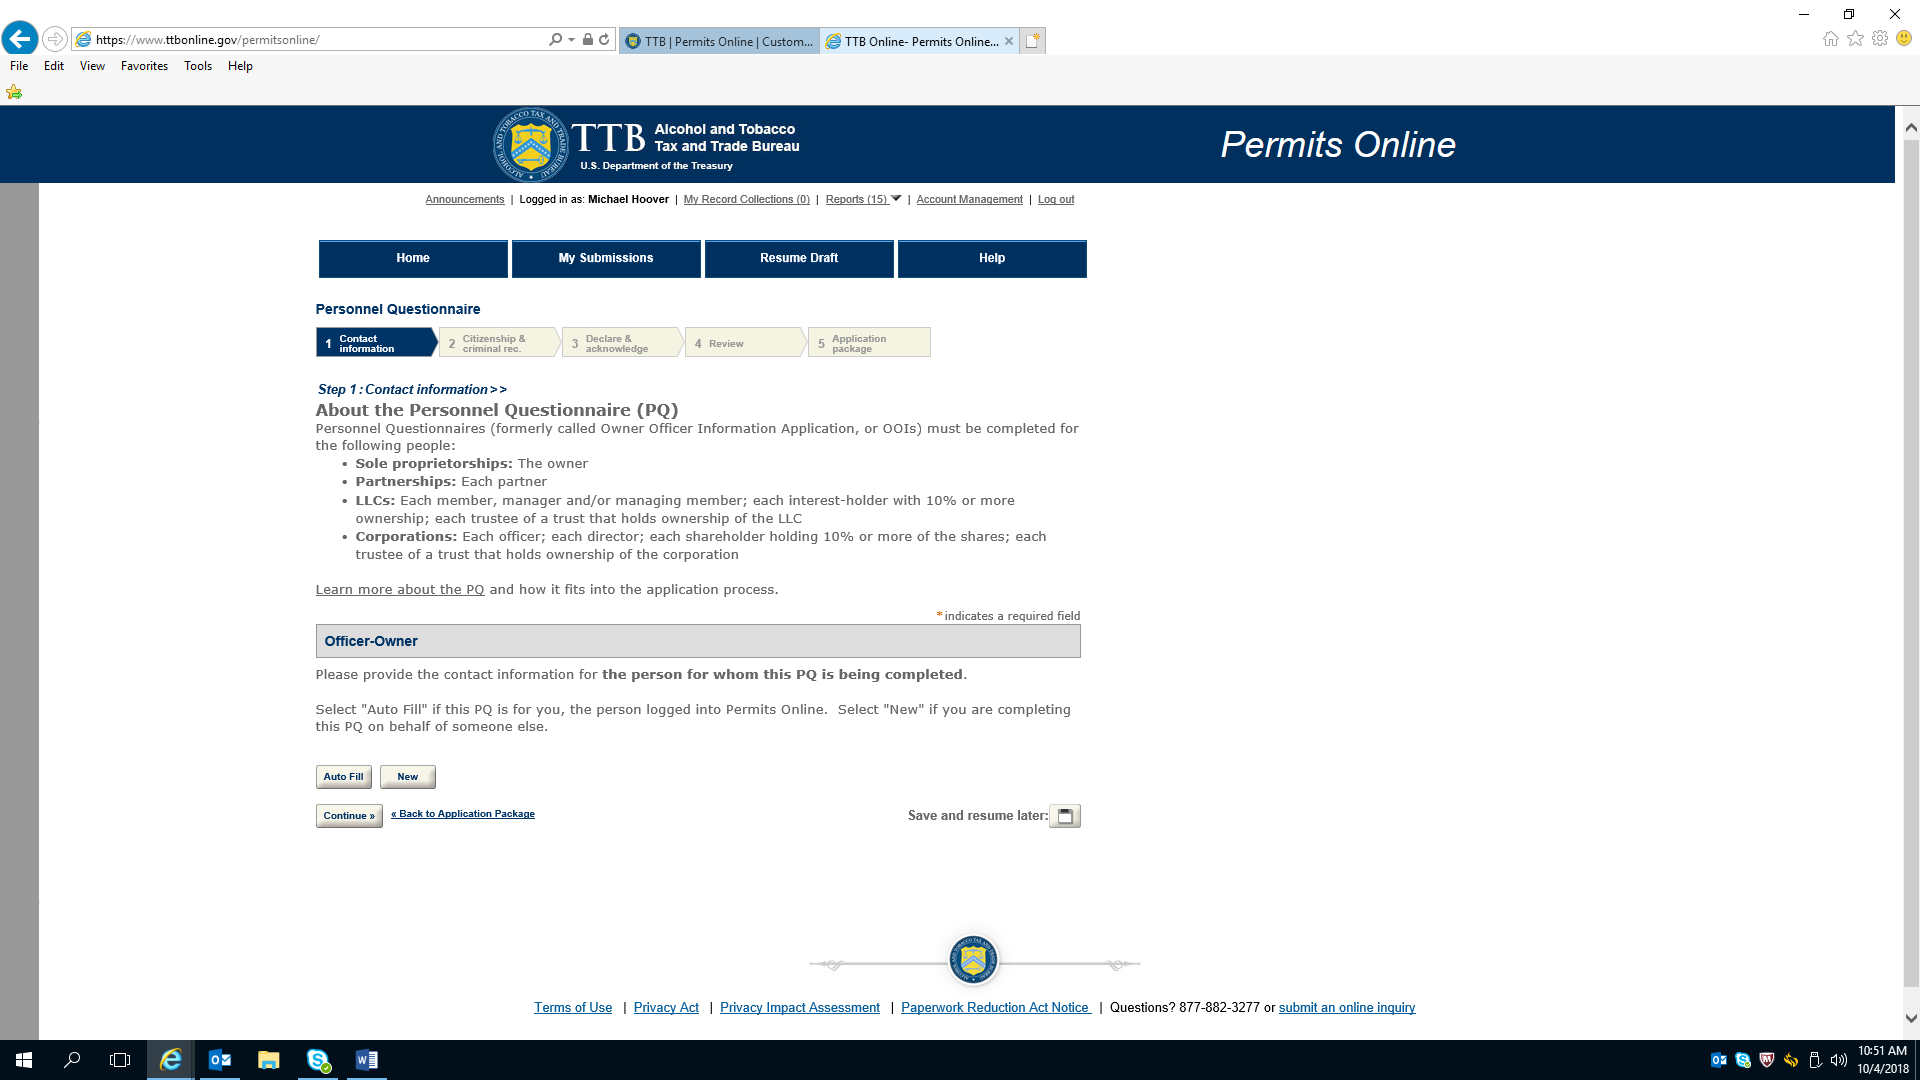 https://www.ttbonline.gov/permitsonline/
TTB | Permits Online | Custom...
TTB Online- Permits Online...
File Edit View Favorites Tools Help
TTB Alcohol and Tobacco
Tax and Trade Bureau
U.S. Department of the Treasury
Permits Online
Announcements | Logged in as: Michael Hoover | My Record Collections (0) | Reports (15) | Account Management | Log out
Home My Submissions Resume Draft Help
Personnel Questionnaire
1 Contact information
2 Citizenship & criminal rec.
3 Declare & acknowledge
4 Review
5 Application package
Step 1 : Contact information >>
About the Personnel Questionnaire (PQ)
Personnel Questionnaires (formerly called Owner Officer Information Application, or OOIs) must be completed for
the following people:
• Sole proprietorships: The owner
• Partnerships: Each partner
• LLCs: Each member, manager and/or managing member; each interest-holder with 10% or more
ownership; each trustee of a trust that holds ownership of the LLC
• Corporations: Each officer; each director; each shareholder holding 10% or more of the shares; each
trustee of a trust that holds ownership of the corporation
Learn more about the PQ and how it fits into the application process.
* indicates a required field
Officer-Owner
Please provide the contact information for the person for whom this PQ is being completed.
Select "Auto Fill" if this PQ is for you, the person logged into Permits Online. Select "New" if you are completing
this PQ on behalf of someone else.
Auto Fill New
Continue » « Back to Application Package Save and resume later:
Terms of Use | Privacy Act | Privacy Impact Assessment | Paperwork Reduction Act Notice | Questions? 877-882-3277 or submit an online inquiry
10:51 AM
10/4/2018